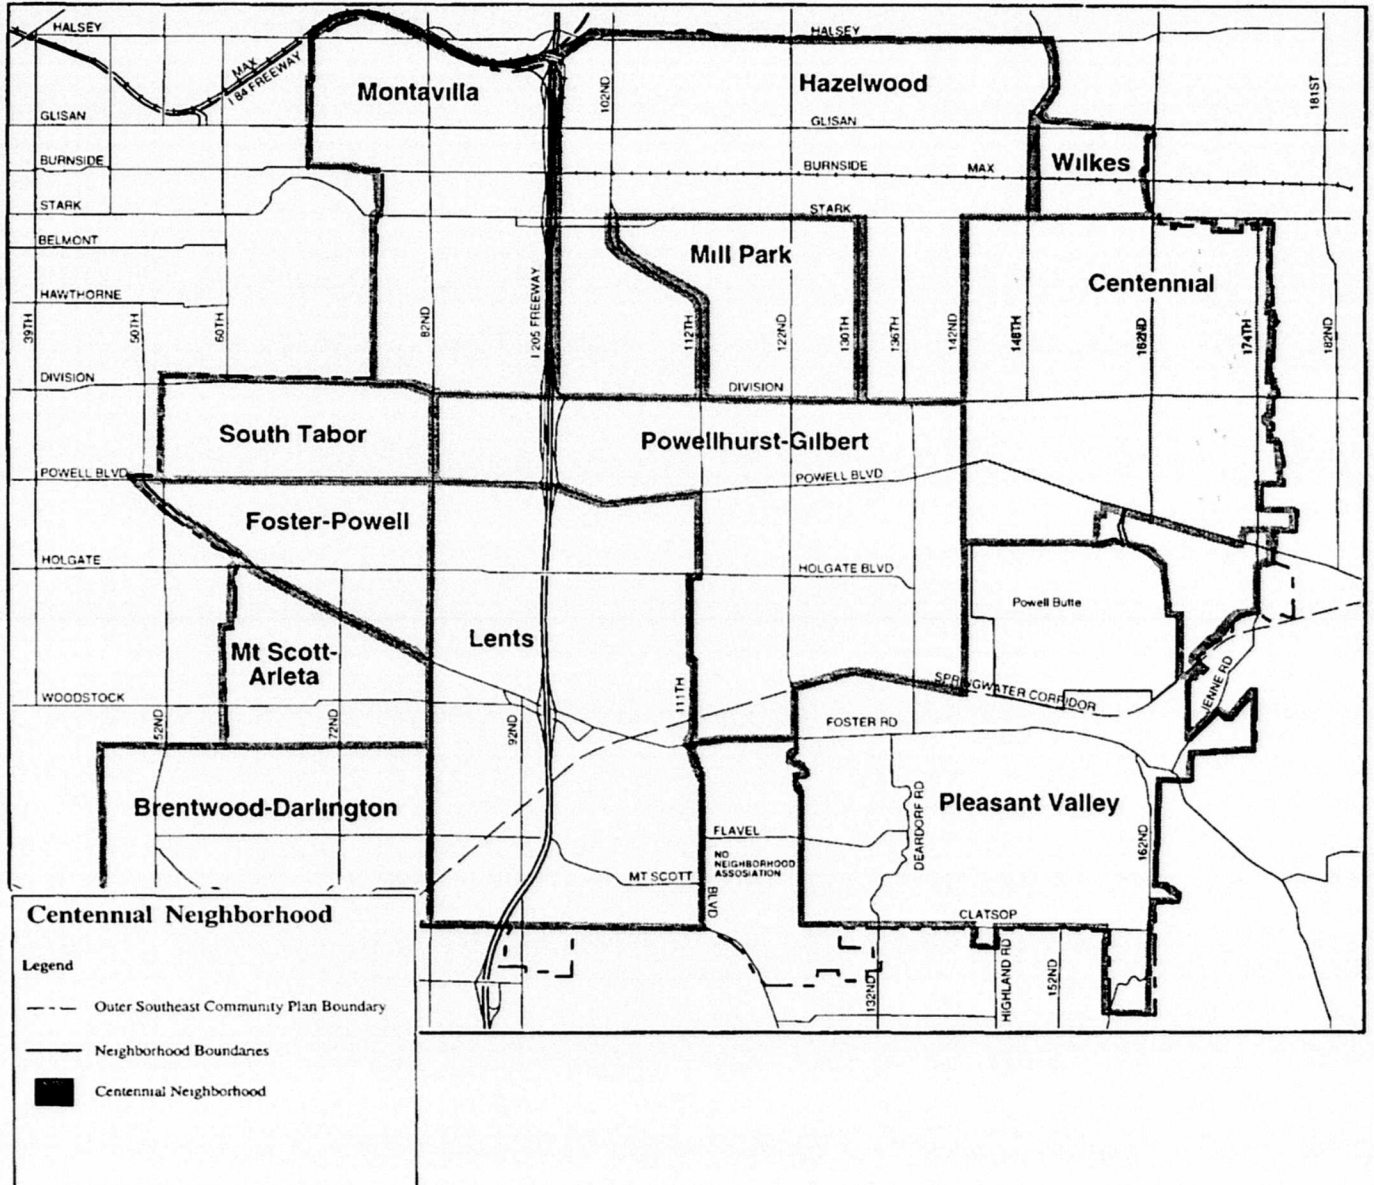 HALSEY
HALSEY
MAX
I 84 FREEWAY
Montavilla
102ND
Hazelwood
181ST
GLISAN
GLISAN
BURNSIDE
BURNSIDE
MAX
Wilkes
STARK
STARK
BELMONT
Mill Park
Centennial
HAWTHORNE
39TH
50TH
60TH
82ND
I 205 FREEWAY
112TH
122ND
130TH
136TH
142ND
148TH
162ND
174TH
182ND
DIVISION
DIVISION
South Tabor
Powellhurst-Gilbert
POWELL BLVD
POWELL BLVD
Foster-Powell
HOLGATE
HOLGATE BLVD
Powell Butte
Lents
Mt Scott-
Arleta
WOODSTOCK
52ND
72ND
92ND
111TH
SPRINGWATER CORRIDOR
JENNE RD
FOSTER RD
Brentwood-Darlington
DEARDORF RD
Pleasant Valley
162ND
FLAVEL
NO
NEIGHBORHOOD
ASSOSIATION
MT SCOTT
BLVD
CLATSOP
132ND
HIGHLAND RD
152ND
Centennial Neighborhood
Legend
Outer Southeast Community Plan Boundary
Neighborhood Boundaries
Centennial Neighborhood